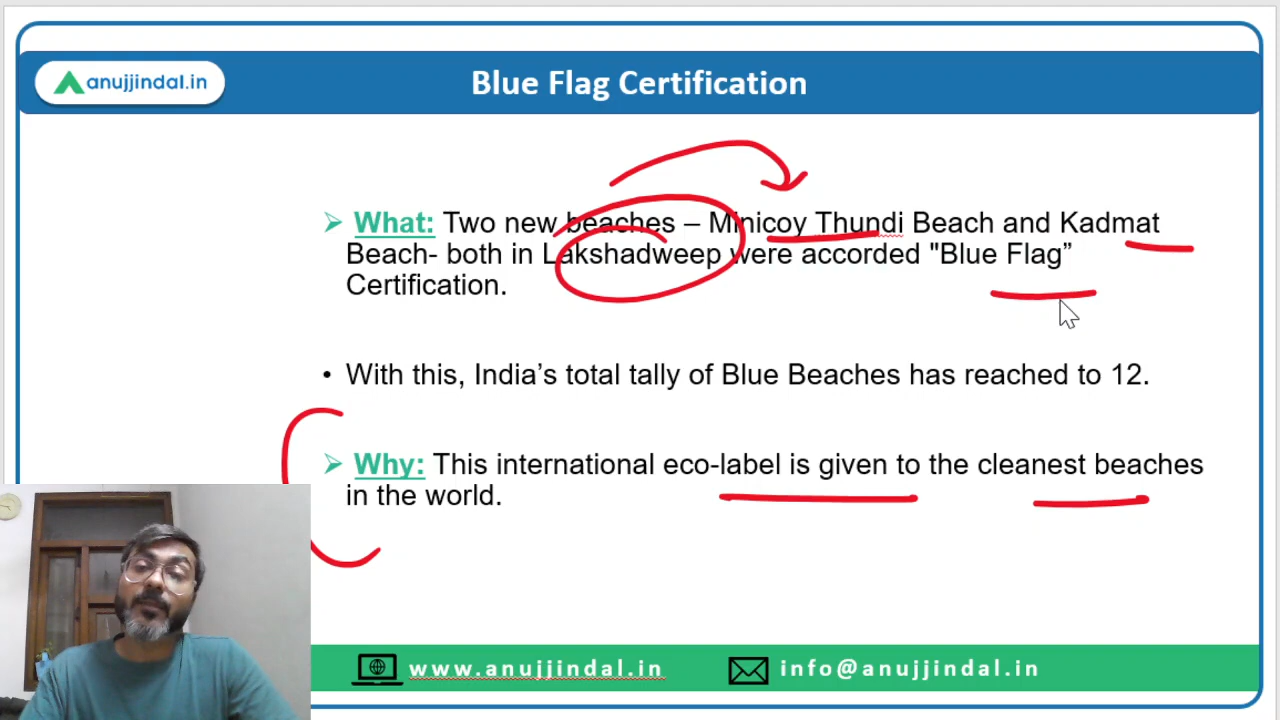 anujjindal.in
Blue Flag Certification
➢ What: Two new beaches – Minicoy Thundi Beach and Kadmat
Beach- both in Lakshadweep were accorded "Blue Flag”
Certification.
• With this, India’s total tally of Blue Beaches has reached to 12.
➢ Why: This international eco-label is given to the cleanest beaches
in the world.
www.anujjindal.in
info@anujjindal.in